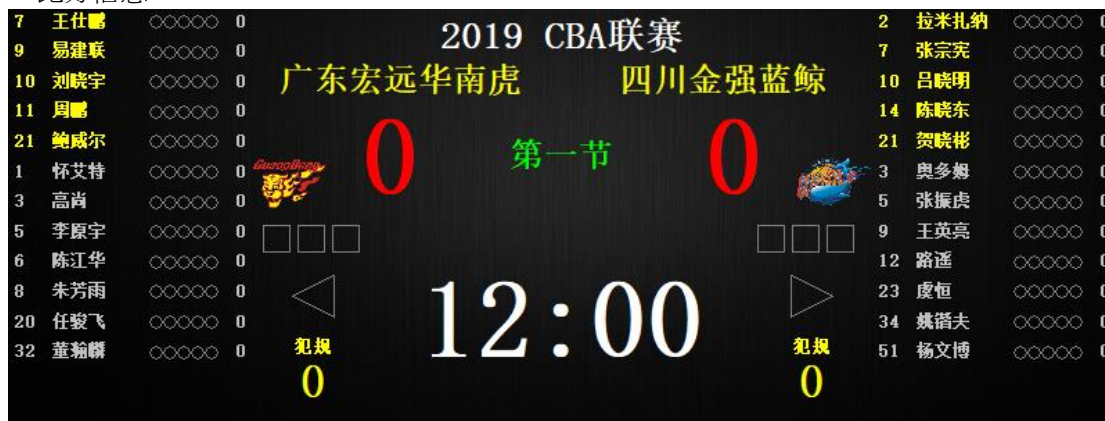 2019 CBA联赛
广东宏远华南虎 四川金强蓝鲸
0 第一节 0
12:00
犯规 犯规
0 0
7 王仕鹏 0
9 易建联 0
10 刘晓宇 0
11 周鹏 0
21 鲍威尔 0
1 怀艾特 0
3 高尚 0
5 李原宇 0
6 陈江华 0
8 朱芳雨 0
20 任骏飞 0
32 董瀚麟 0
2 拉米扎纳
7 张宗宪
10 吕晓明
14 陈晓东
21 贺晓彬
3 奥多姆
5 张振虎
9 王英亮
12 路遥
23 虞恒
34 姚锴夫
51 杨文博